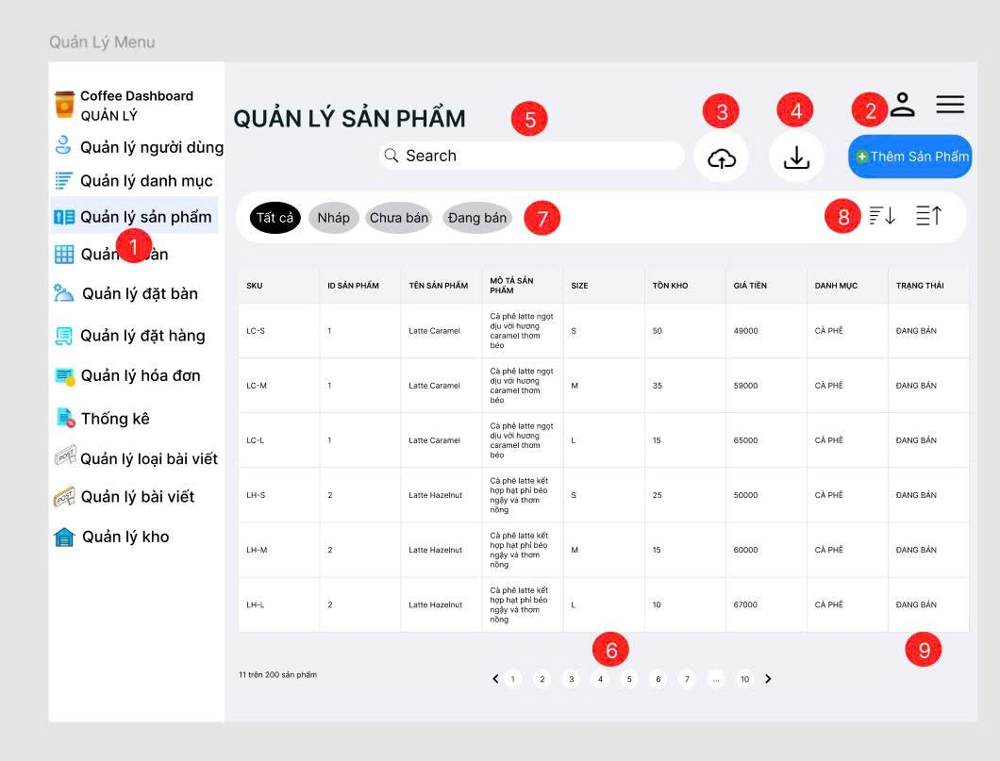 Quản Lý Menu
Coffee Dashboard
QUẢN LÝ
Quản lý người dùng
Quản lý danh mục
Quản lý sản phẩm
1
Quản àn
Quản lý đặt bàn
Quản lý đặt hàng
Quản lý hóa đơn
Thống kê
POST
Quản lý loại bài viết
POST
Quản lý bài viết
Quản lý kho
QUẢN LÝ SẢN PHẨM
5
3
4
2
Search
Thêm Sản Phẩm
Tất cả
Nháp
Chưa bán
Đang bán
7
8
SKU ID SẢN PHẨM TÊN SẢN PHẨM MÔ TẢ SẢN PHẨM SIZE TỒN KHO GIÁ TIỀN DANH MỤC TRẠNG THÁI
LC-S 1 Latte Caramel Cà phê latte ngọt dịu với hương caramel thơm béo S 50 49000 CÀ PHÊ ĐANG BÁN
LC-M 1 Latte Caramel Cà phê latte ngọt dịu với hương caramel thơm béo M 35 59000 CÀ PHÊ ĐANG BÁN
LC-L 1 Latte Caramel Cà phê latte ngọt dịu với hương caramel thơm béo L 15 65000 CÀ PHÊ ĐANG BÁN
LH-S 2 Latte Hazelnut Cà phê latte kết hợp hạt phỉ béo ngậy và thơm nồng S 25 50000 CÀ PHÊ ĐANG BÁN
LH-M 2 Latte Hazelnut Cà phê latte kết hợp hạt phỉ béo ngậy và thơm nồng M 15 60000 CÀ PHÊ ĐANG BÁN
LH-L 2 Latte Hazelnut Cà phê latte kết hợp hạt phỉ béo ngậy và thơm nồng L 10 67000 CÀ PHÊ ĐANG BÁN
6
9
11 trên 200 sản phẩm
1 2 3 4 5 6 7 ... 10